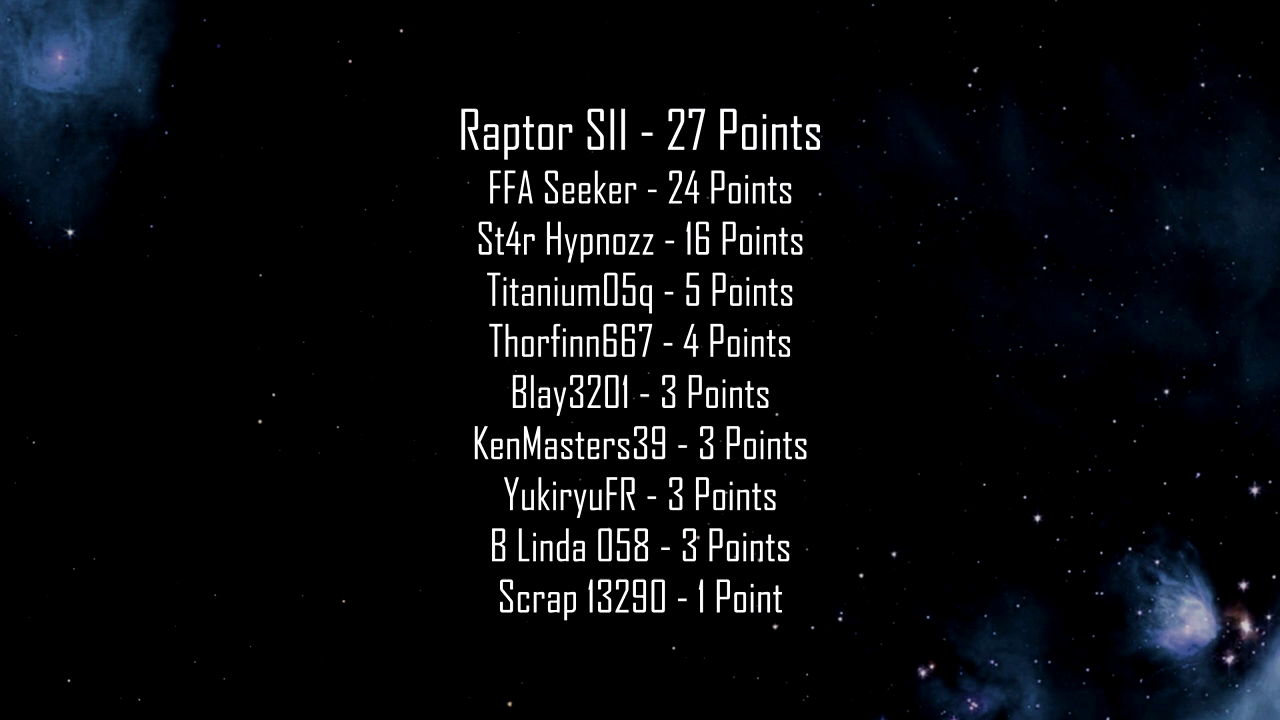 Raptor SII - 27 Points
FFA Seeker - 24 Points
St4r Hypnozz - 16 Points
Titanium05q - 5 Points
Thorfinn667 - 4 Points
Blay3201 - 3 Points
KenMasters39 - 3 Points
YukiryuFR - 3 Points
B Linda 058 - 3 Points
Scrap 13290 - 1 Point